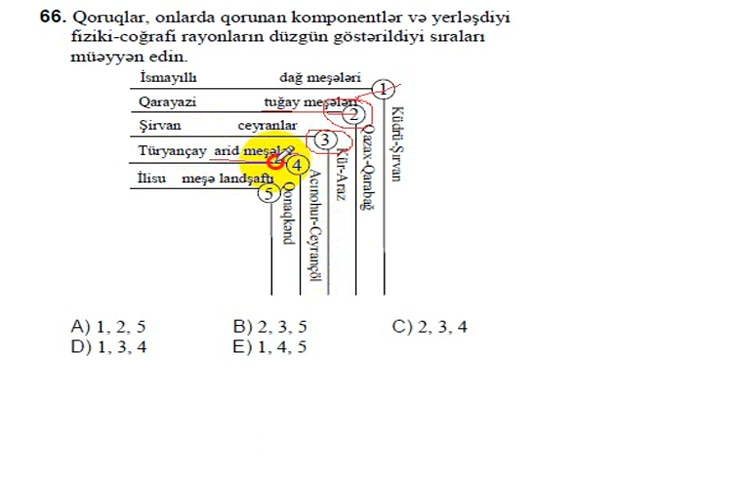 66. Qoruqlar, onlarda qorunan komponentlər və yerləşdiyi
fiziki-coğrafi rayonların düzgün göstərildiyi sıraları
müəyyən edin.
İsmayıllı dağ meşələri 1
Qarayazi tuğay meşələri 2
Şirvan ceyranlar 3
Türyançay arid meşələr 4
İlisu meşə landşaftı 5
Qonaqkənd
Acınohur-Ceyrançöl
Kür-Araz
Qazax-Qarabağ
Küdrü-Şirvan
A) 1, 2, 5 B) 2, 3, 5 C) 2, 3, 4
D) 1, 3, 4 E) 1, 4, 5